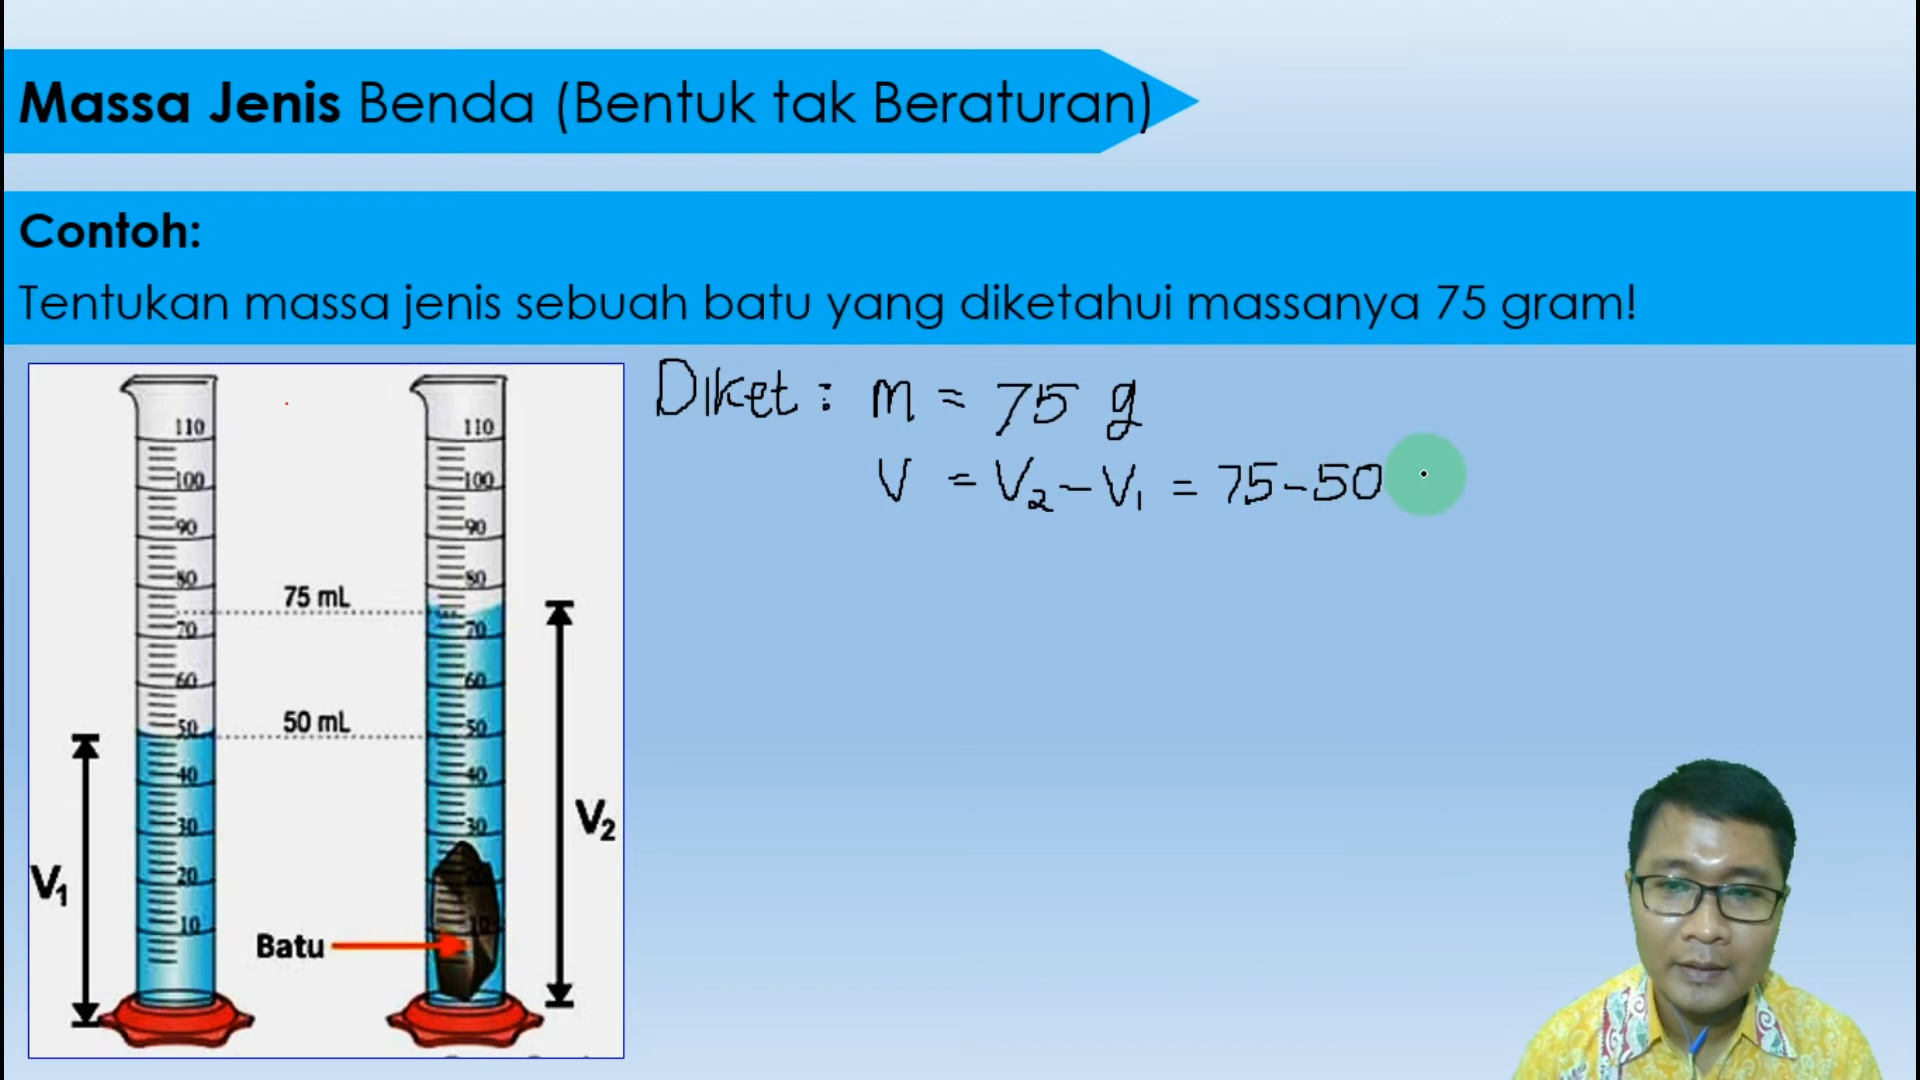 Massa Jenis Benda (Bentuk tak Beraturan)
Contoh:
Tentukan massa jenis sebuah batu yang diketahui massanya 75 gram!
Diket : m = 75 g
V = V₂ - V₁ = 75 - 50
110
100
90
80
70
60
50
40
30
20
10
V₁
75 mL
50 mL
Batu
110
100
90
80
70
60
50
40
30
20
10
V₂